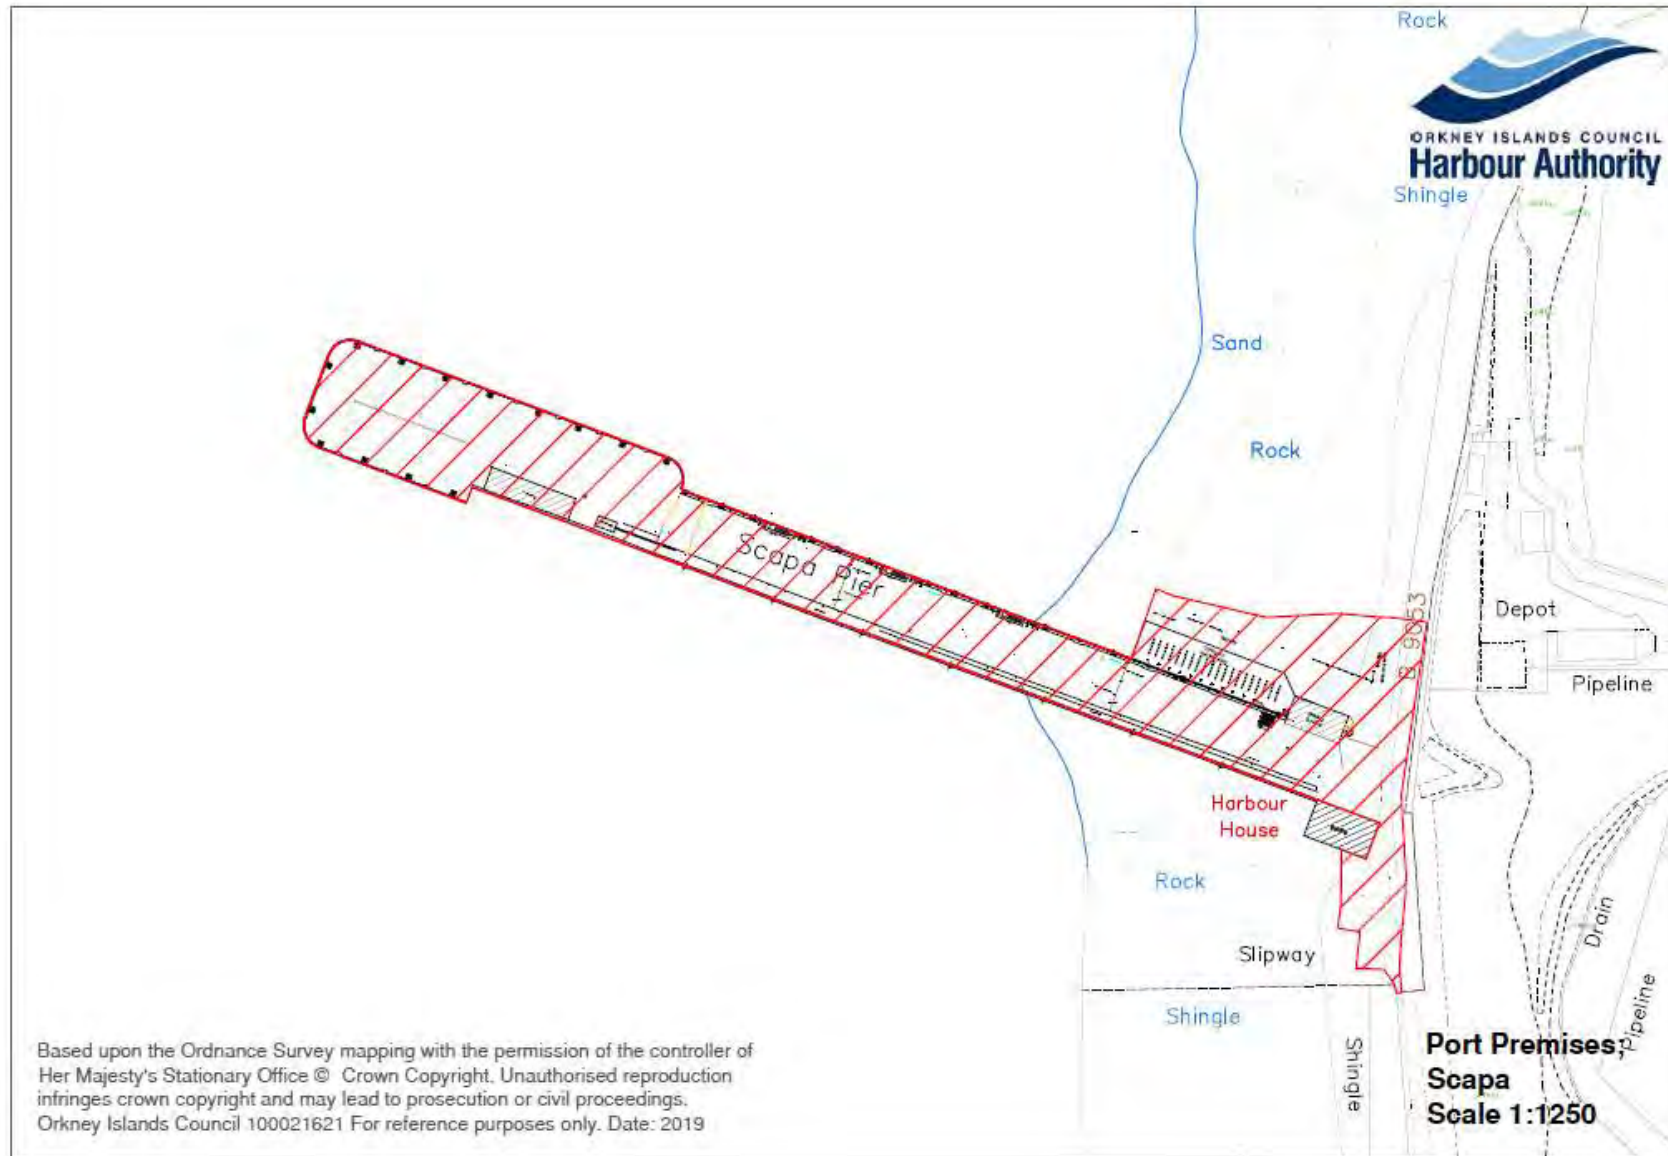 Rock
ORKNEY ISLANDS COUNCIL
Harbour Authority
Shingle
Sand
Rock
Scapa Pier
B 9053
Depot
Pipeline
Harbour
House
Rock
Slipway
Drain
Shingle
Pipeline
Shingle
Based upon the Ordnance Survey mapping with the permission of the controller of
Her Majesty's Stationary Office © Crown Copyright. Unauthorised reproduction
infringes crown copyright and may lead to prosecution or civil proceedings.
Orkney Islands Council 100021621 For reference purposes only. Date: 2019
Port Premises;
Scapa
Scale 1:1250